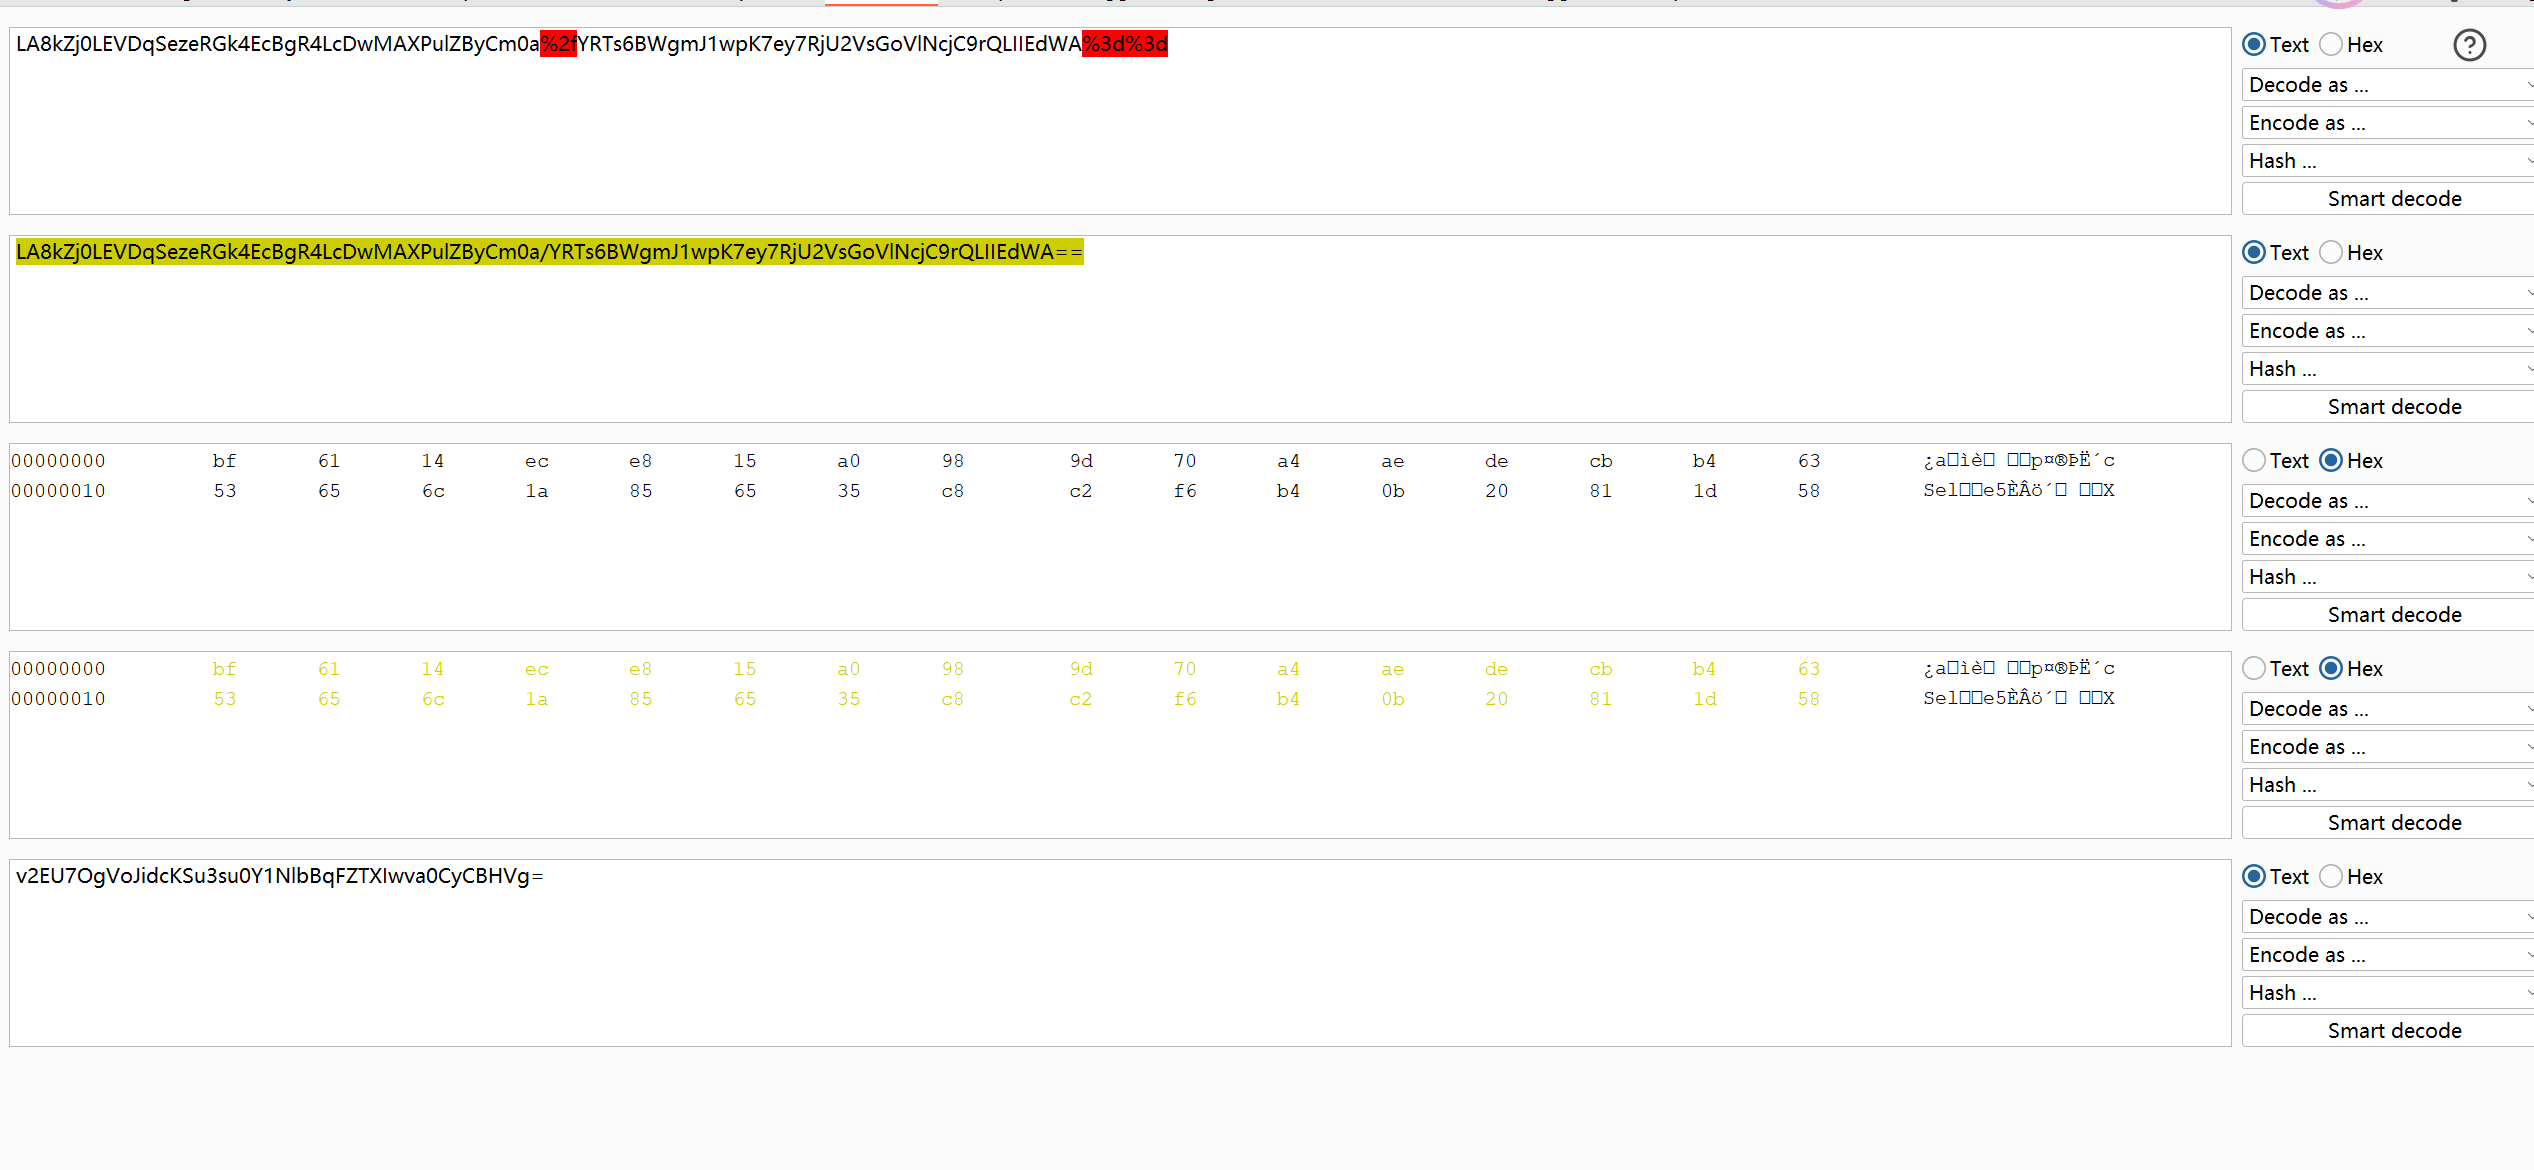 LA8kZj0LEVDqSezeRGk4EcBgR4LcDwMAXPulZByCm0a%2fYRTs6BWgmJ1wpK7ey7RjU2VsGoVlNcjC9rQLIIEdWA%3d%3d
Text Hex
Decode as ...
Encode as ...
Hash ...
Smart decode
LA8kZj0LEVDqSezeRGk4EcBgR4LcDwMAXPulZByCm0a/YRTs6BWgmJ1wpK7ey7RjU2VsGoVlNcjC9rQLIIEdWA==
Text Hex
Decode as ...
Encode as ...
Hash ...
Smart decode
00000000 bf 61 14 ec e8 15 a0 98 9d 70 a4 ae de cb b4 63 ¿a□ìè□ □□p¤®ÞË´c
00000010 53 65 6c 1a 85 65 35 c8 c2 f6 b4 0b 20 81 1d 58 Sel□□e5ÈÂö´□ □□X
Text Hex
Decode as ...
Encode as ...
Hash ...
Smart decode
00000000 bf 61 14 ec e8 15 a0 98 9d 70 a4 ae de cb b4 63 ¿a□ìè□ □□p¤®ÞË´c
00000010 53 65 6c 1a 85 65 35 c8 c2 f6 b4 0b 20 81 1d 58 Sel□□e5ÈÂö´□ □□X
Text Hex
Decode as ...
Encode as ...
Hash ...
Smart decode
v2EU7OgVoJidcKSu3su0Y1NlbBqFZTXIwva0CyCBHVg=
Text Hex
Decode as ...
Encode as ...
Hash ...
Smart decode